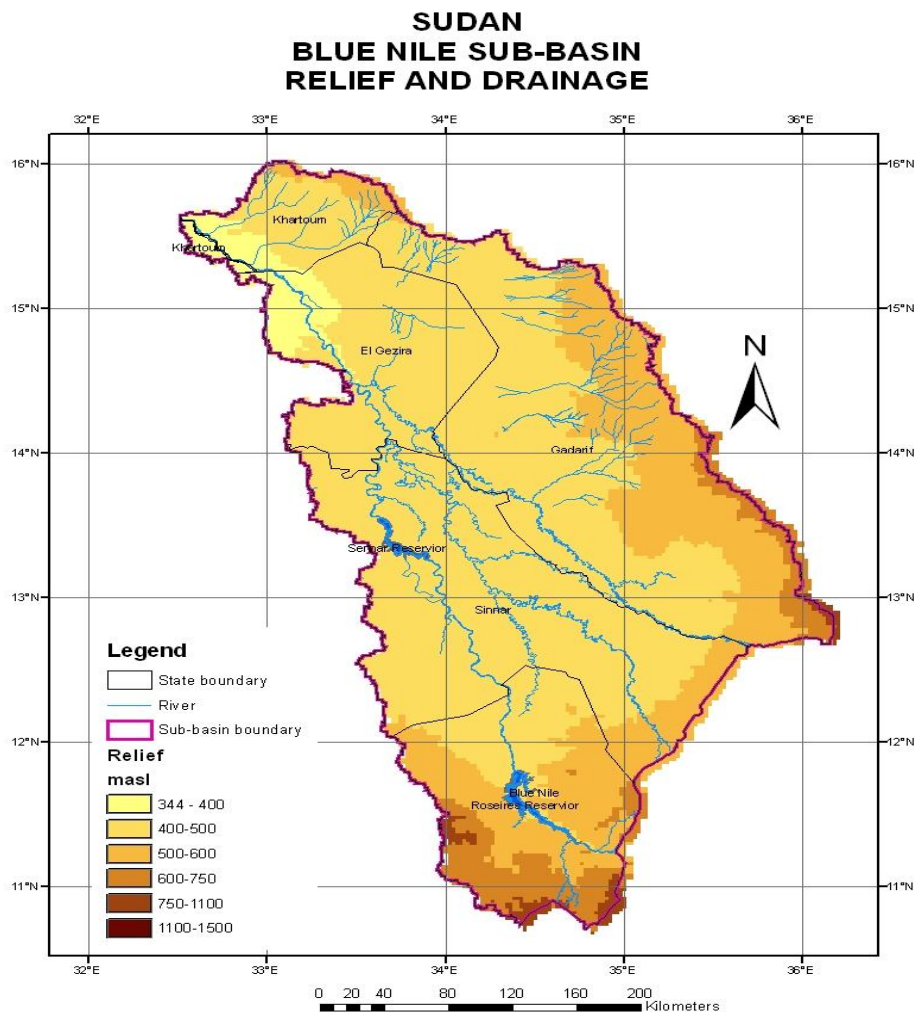 SUDAN
BLUE NILE SUB-BASIN
RELIEF AND DRAINAGE
32°E 33°E 34°E 35°E 36°E
16°N 16°N
Khartoum
Khartoum
15°N 15°N
El Gezira
N
14°N 14°N
Gadarif
Sennar Reservior
13°N 13°N
Sinnar
Legend
State boundary
River
Sub-basin boundary
12°N 12°N
Relief
masl
344 - 400
400-500
500-600
600-750
750-1100
1100-1500
Blue Nile
Roseires Reservior
11°N 11°N
32°E 33°E 34°E 35°E 36°E
0 20 40 80 120 160 200
Kilometers